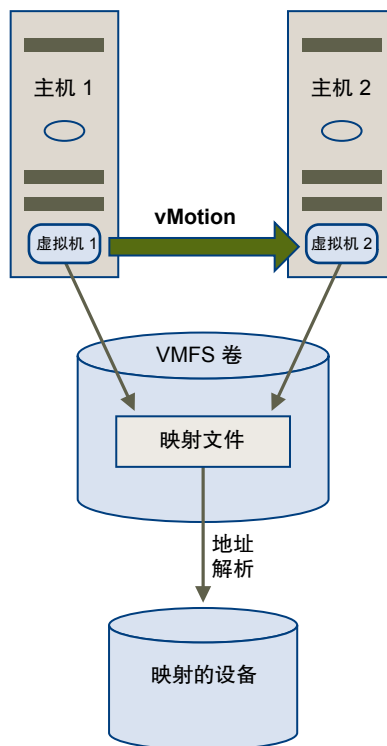 主机 1
主机 2
vMotion
虚拟机 1
虚拟机 2
VMFS 卷
映射文件
地址
解析
映射的设备